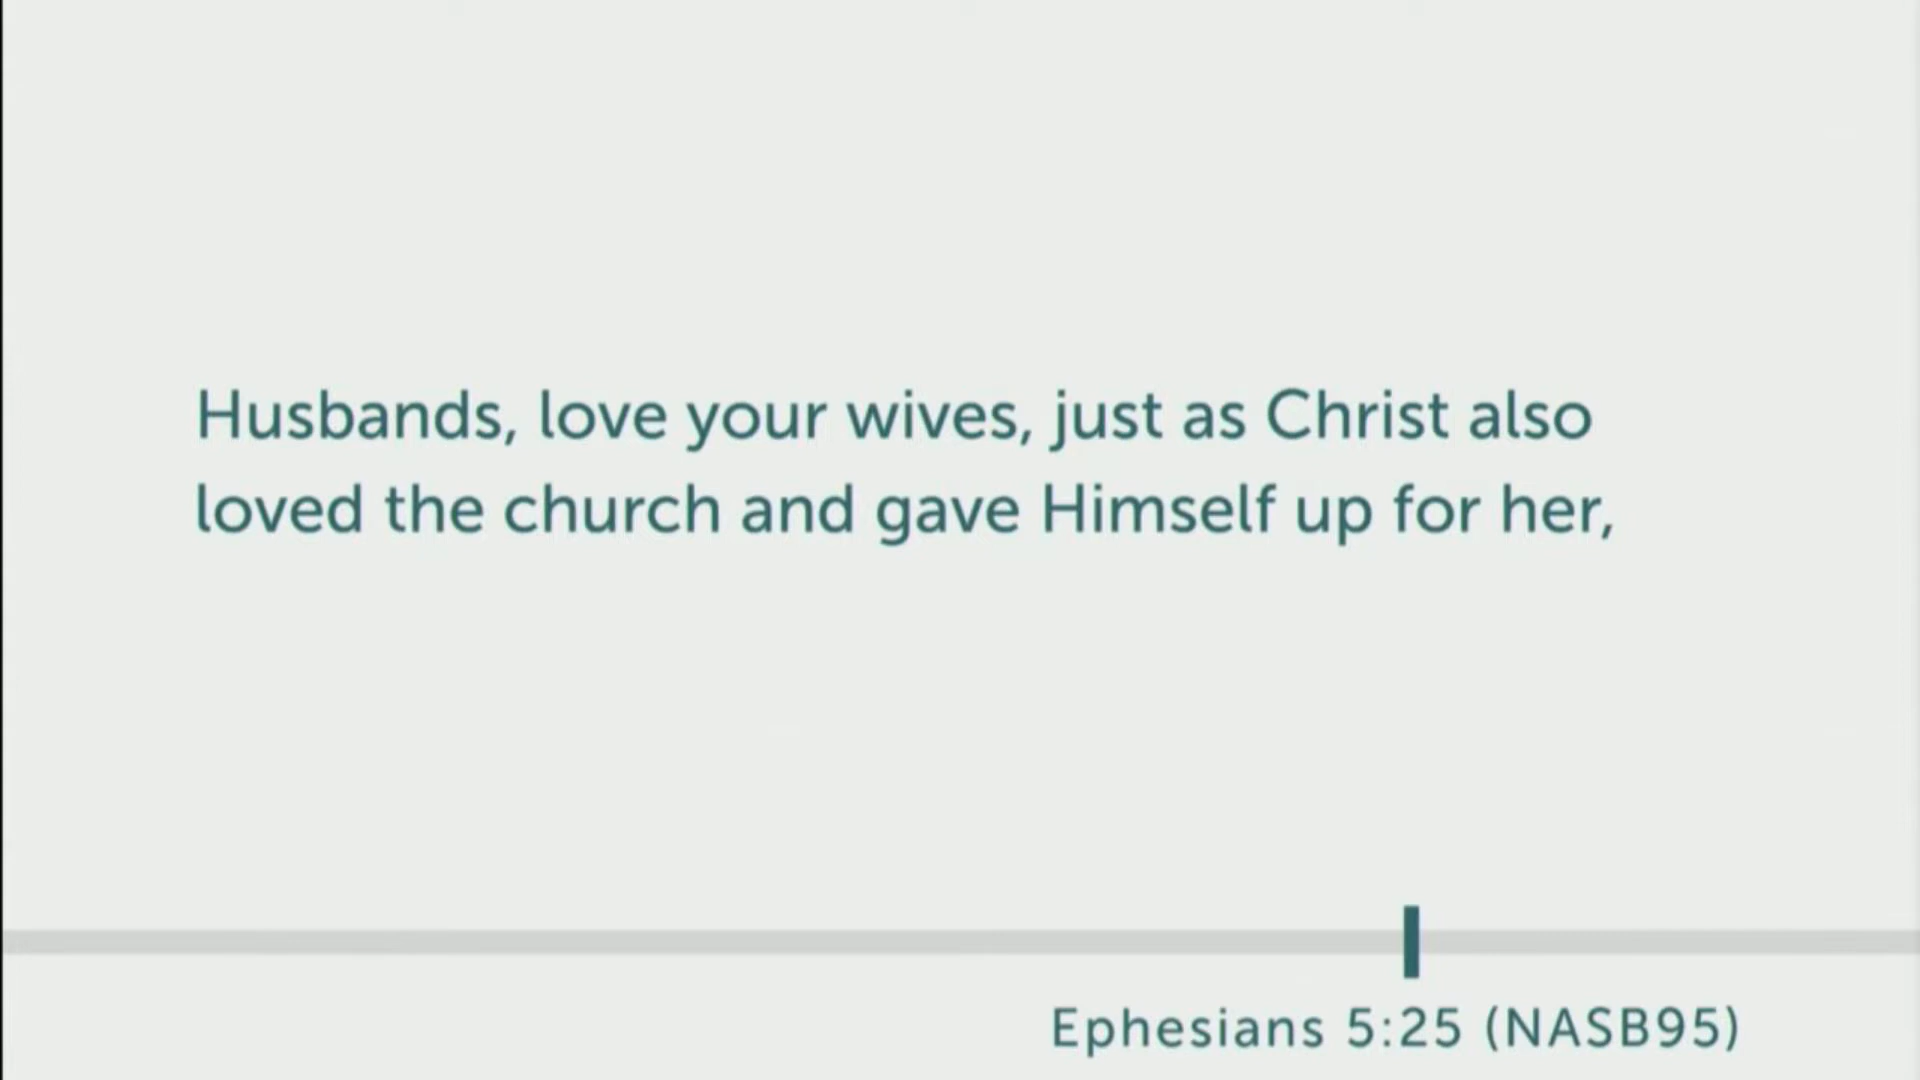 Husbands, love your wives, just as Christ also
loved the church and gave Himself up for her,
Ephesians 5:25 (NASB95)